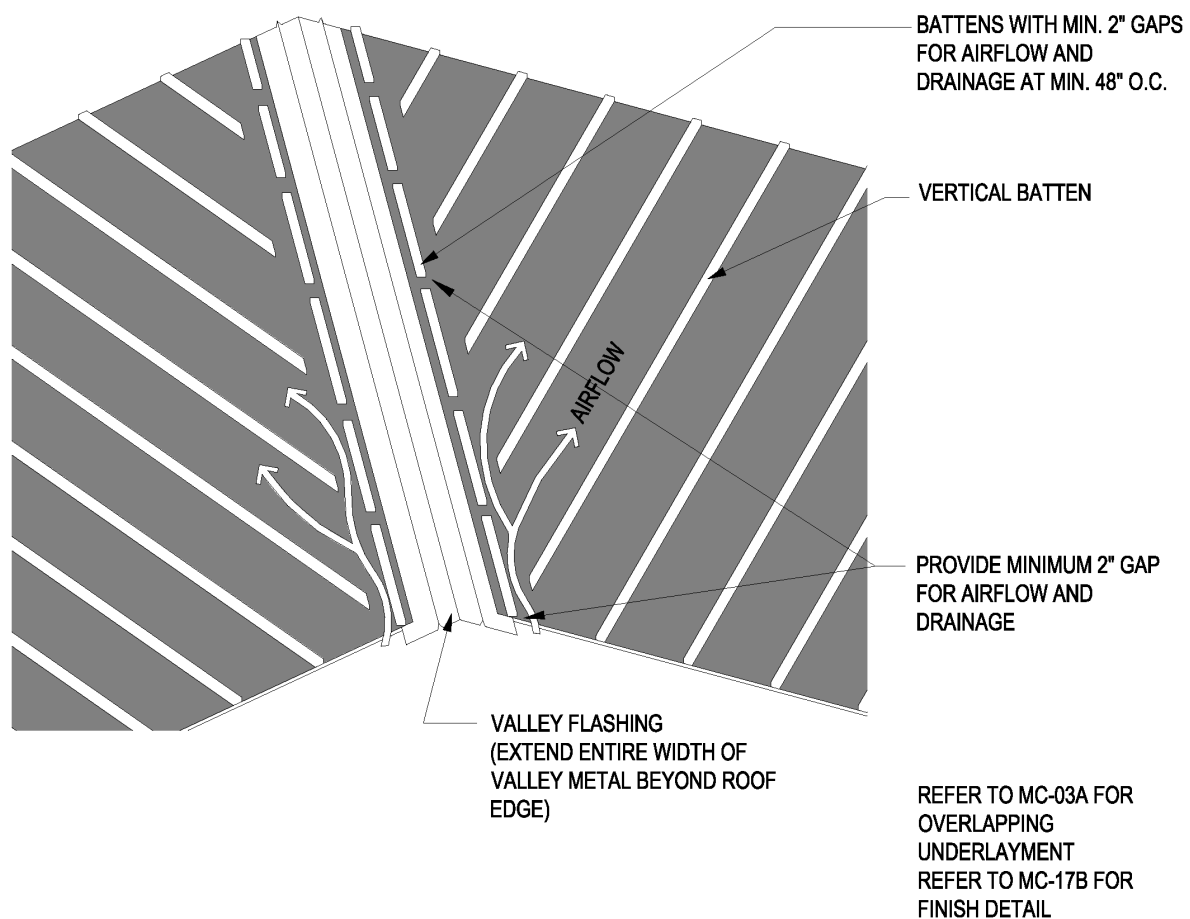 BATTENS WITH MIN. 2" GAPS
FOR AIRFLOW AND
DRAINAGE AT MIN. 48" O.C.
VERTICAL BATTEN
AIRFLOW
PROVIDE MINIMUM 2" GAP
FOR AIRFLOW AND
DRAINAGE
VALLEY FLASHING
(EXTEND ENTIRE WIDTH OF
VALLEY METAL BEYOND ROOF
EDGE)
REFER TO MC-03A FOR
OVERLAPPING
UNDERLAYMENT
REFER TO MC-17B FOR
FINISH DETAIL